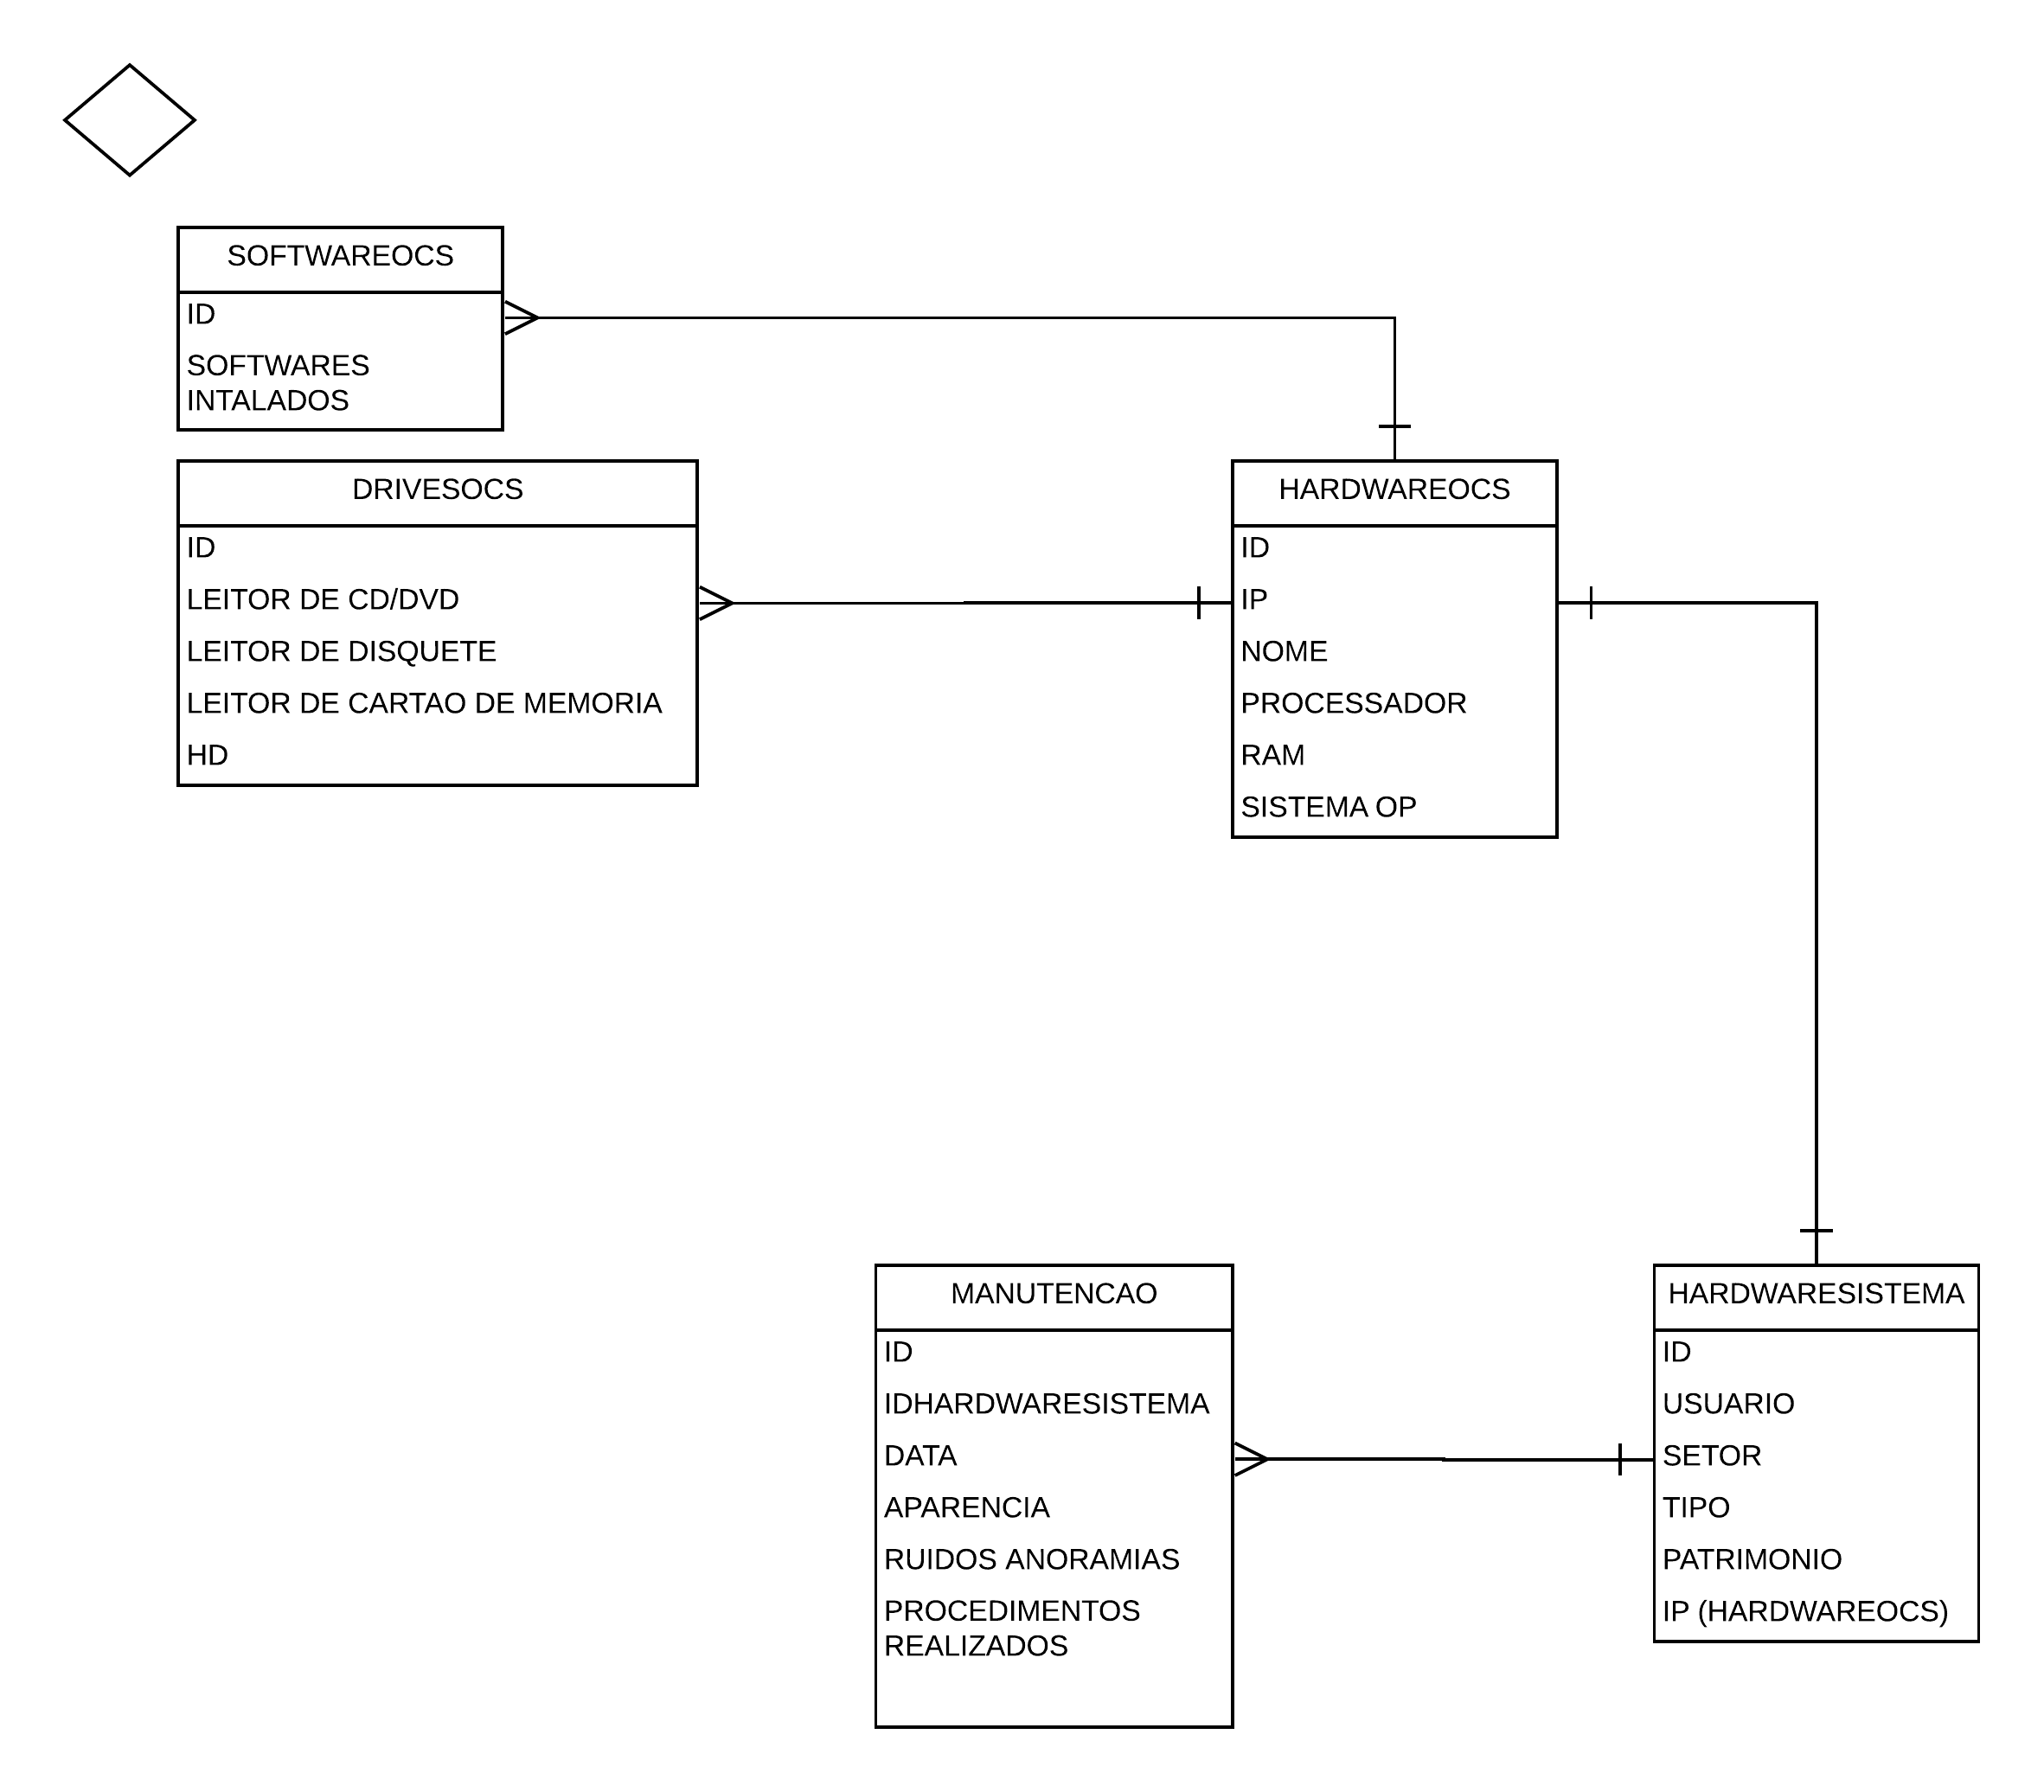 SOFTWAREOCS
ID
SOFTWARES
INTALADOS
DRIVESOCS
ID
LEITOR DE CD/DVD
LEITOR DE DISQUETE
LEITOR DE CARTAO DE MEMORIA
HD
HARDWAREOCS
ID
IP
NOME
PROCESSADOR
RAM
SISTEMA OP
MANUTENCAO
ID
IDHARDWARESISTEMA
DATA
APARENCIA
RUIDOS ANORAMIAS
PROCEDIMENTOS
REALIZADOS
HARDWARESISTEMA
ID
USUARIO
SETOR
TIPO
PATRIMONIO
IP (HARDWAREOCS)